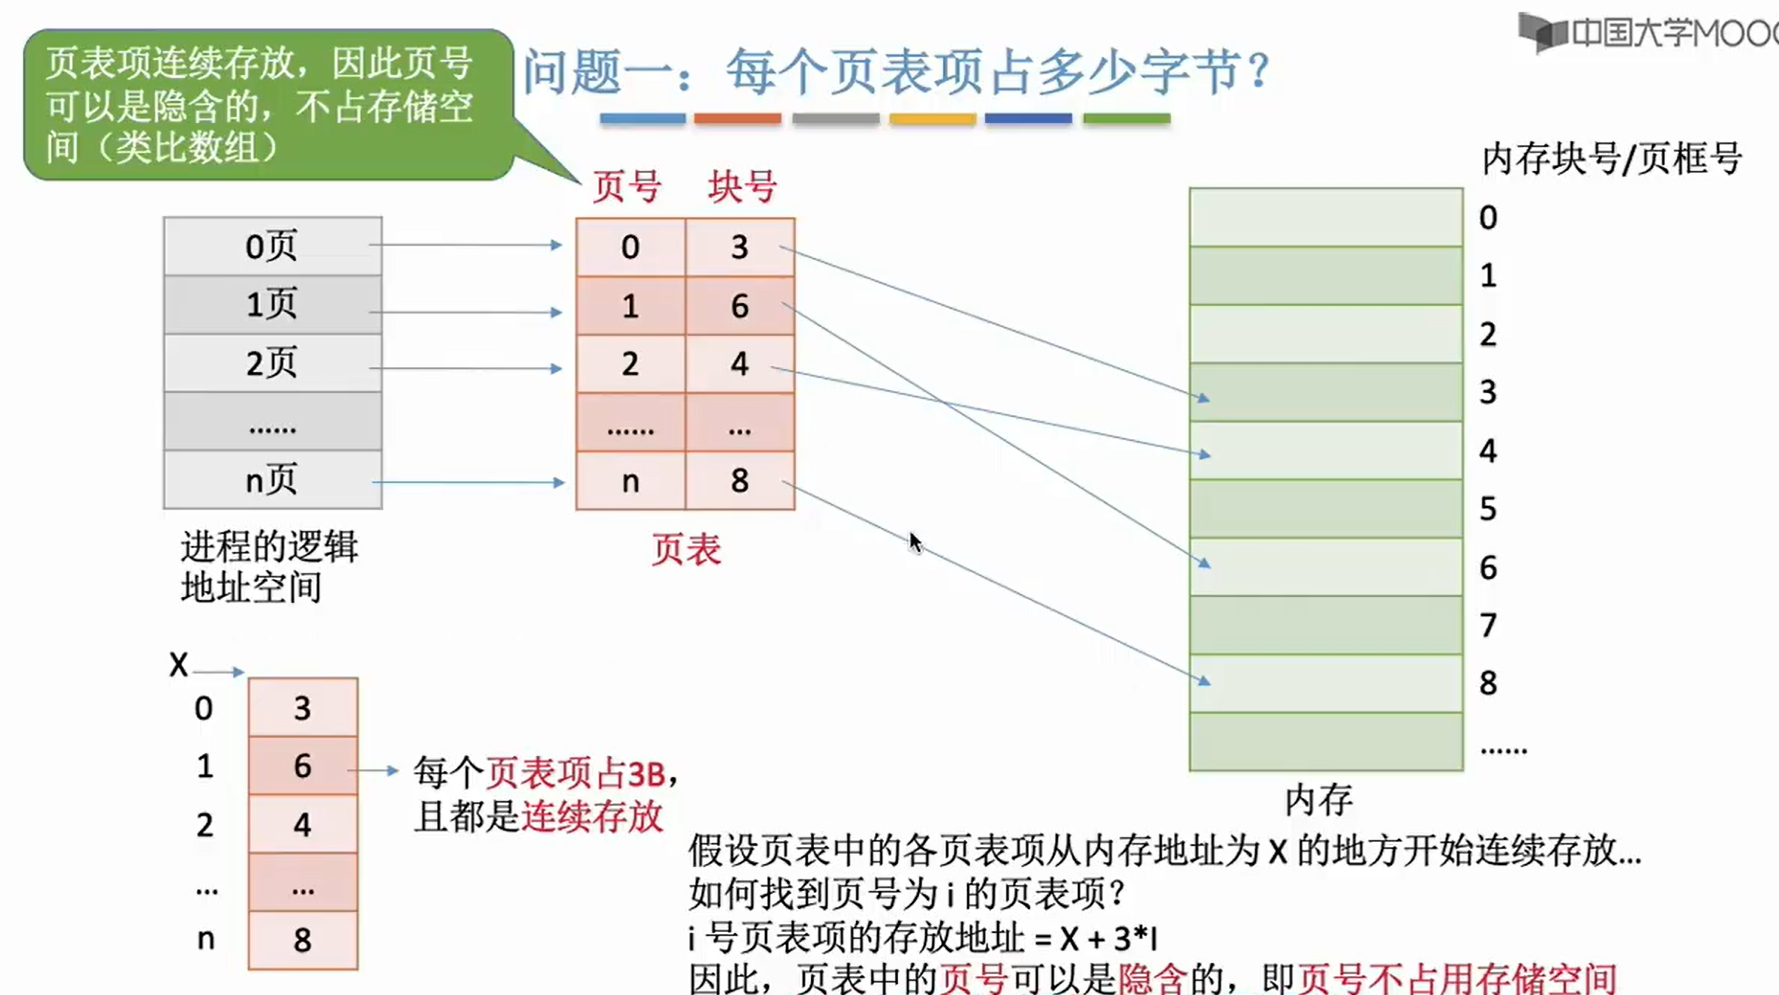 中国大学MOOC
页表项连续存放，因此页号
可以是隐含的，不占存储空
间（类比数组）
问题一：每个页表项占多少字节？
内存块号/页框号
页号 块号
0页 0 3
1页 1 6
2页 2 4
...... ...... ...
n页 n 8
进程的逻辑
地址空间
页表
0
1
2
3
4
5
6
7
8
......
内存
X
0 3
1 6
2 4
... ...
n 8
每个页表项占3B，
且都是连续存放
假设页表中的各页表项从内存地址为 X 的地方开始连续存放...
如何找到页号为 i 的页表项？
i 号页表项的存放地址 = X + 3*I
因此，页表中的页号可以是隐含的，即页号不占用存储空间